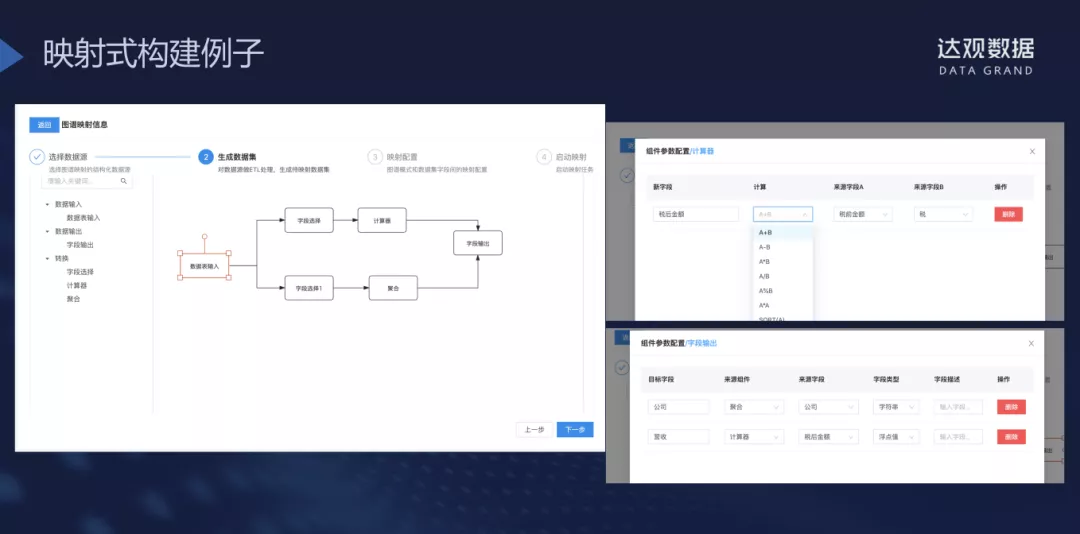 映射式构建例子
达观数据
DATA GRAND
返回 图谱映射信息
选择数据源
选择图谱映射的结构化数据源
2 生成数据集
对数据源做ETL处理，生成待映射数据集
3 映射配置
图谱模式和数据集字段间的映射配置
4 启动映射
启动映射任务
请输入关键词...
数据输入
数据表输入
数据输出
字段输出
转换
字段选择
计算器
聚合
字段选择
计算器
数据表输入
字段输出
字段选择1
聚合
上一步 下一步
组件参数配置/计算器 X
新字段 计算 来源字段A 来源字段B 操作
税后金额 A+B 税前金额 税 删除
A+B
A-B
A*B
A/B
A%B
A*A
SQRT(A)
组件参数配置/字段输出 X
目标字段 来源组件 来源字段 字段类型 字段描述 操作
公司 聚合 公司 字符串 输入字段... 删除
营收 计算器 税后金额 浮点值 输入字段... 删除